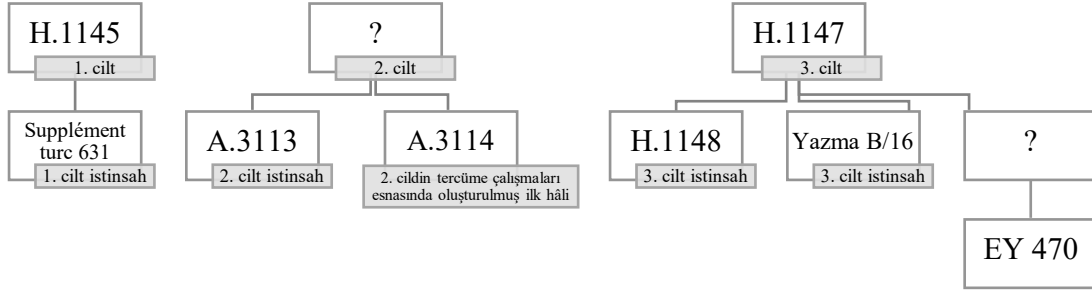 H.1145
1. cilt
?
2. cilt
H.1147
3. cilt
Supplément
turc 631
1. cilt istinsah
A.3113
2. cilt istinsah
A.3114
2. cildin tercüme çalışmaları
esnasında oluşturulmuş ilk hâli
H.1148
3. cilt istinsah
Yazma B/16
3. cilt istinsah
?
EY 470